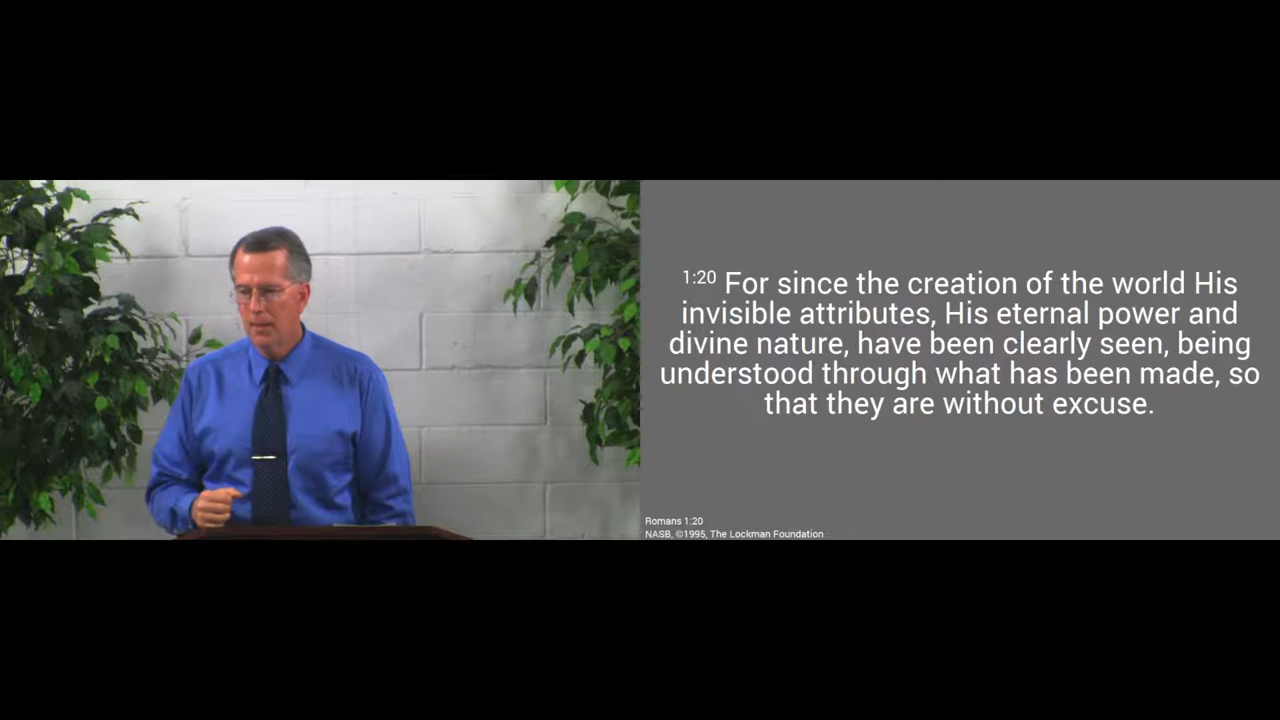 1:20 For since the creation of the world His
invisible attributes, His eternal power and
divine nature, have been clearly seen, being
understood through what has been made, so
that they are without excuse.
Romans 1:20
NASB, ©1995, The Lockman Foundation